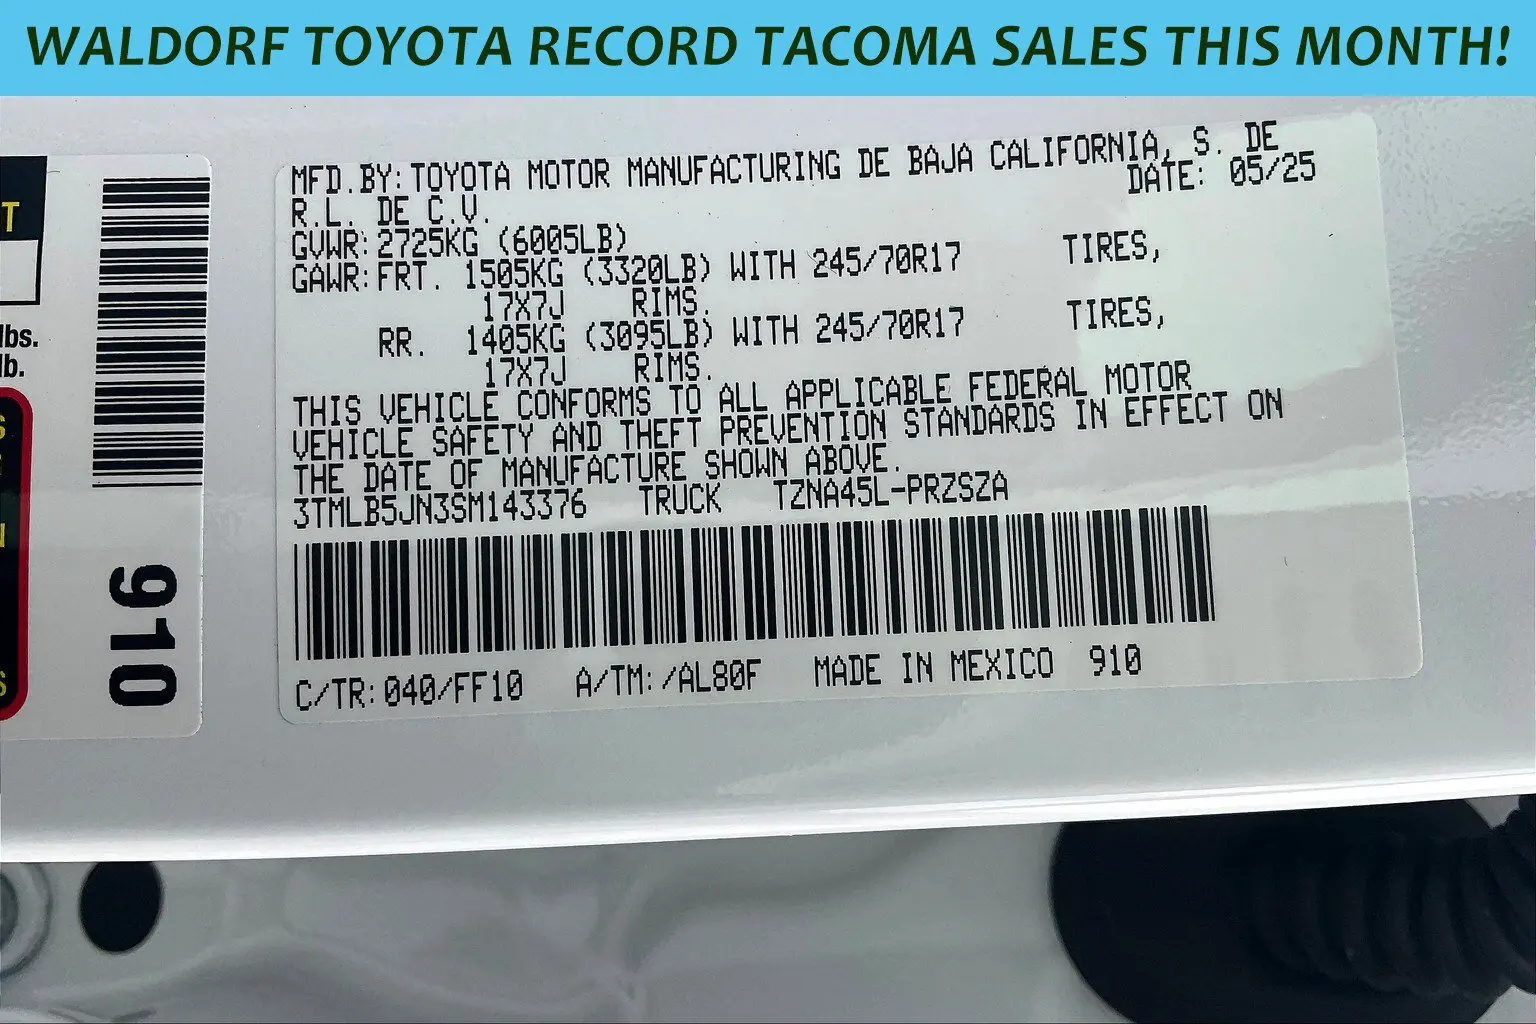 WALDORF TOYOTA RECORD TACOMA SALES THIS MONTH!
T
lbs.
lb.
910
MFD.BY:TOYOTA MOTOR MANUFACTURING DE BAJA CALIFORNIA, S. DE
R.L. DE C.V. DATE: 05/25
GVWR:2725KG (6005LB)
GAWR:FRT. 1505KG (3320LB) WITH 245/70R17 TIRES,
17X7J RIMS.
RR. 1405KG (3095LB) WITH 245/70R17 TIRES,
17X7J RIMS.
THIS VEHICLE CONFORMS TO ALL APPLICABLE FEDERAL MOTOR
VEHICLE SAFETY AND THEFT PREVENTION STANDARDS IN EFFECT ON
THE DATE OF MANUFACTURE SHOWN ABOVE.
3TMLB5JN3SM143376 TRUCK TZNA45L-PRZSZA
C/TR:040/FF10 A/TM:/AL80F MADE IN MEXICO 910